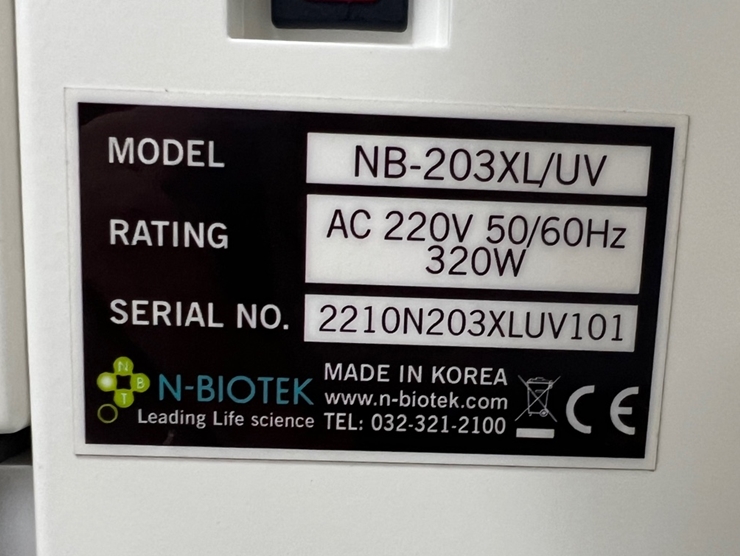 MODEL NB-203XL/UV
RATING AC 220V 50/60Hz
320W
SERIAL NO. 2210N203XLUV101
N B T
N-BIOTEK
Leading Life science
MADE IN KOREA
www.n-biotek.com
TEL: 032-321-2100
CE